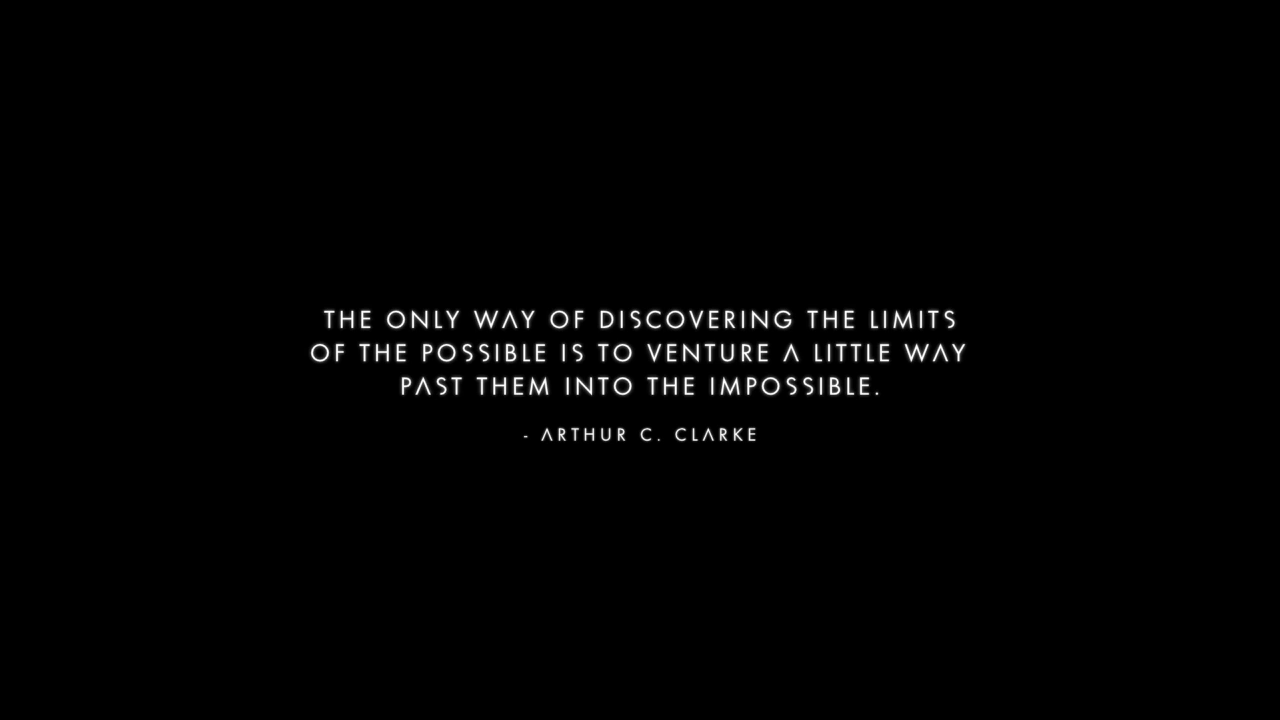 THE ONLY WAY OF DISCOVERING THE LIMITS
OF THE POSSIBLE IS TO VENTURE A LITTLE WAY
PAST THEM INTO THE IMPOSSIBLE.
- ARTHUR C. CLARKE